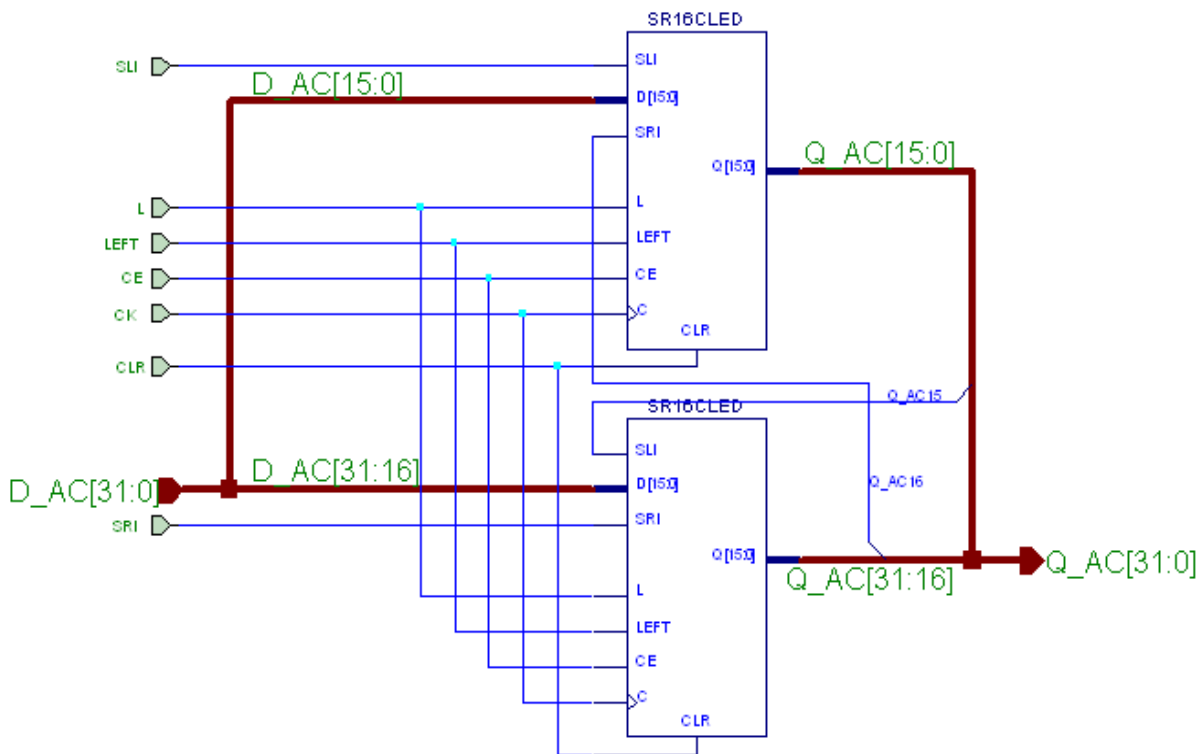 SR16CLED
SLI
SLI
D_AC[15:0]
D[15:0]
SRI
Q_AC[15:0]
Q[15:0]
L
L
LEFT
LEFT
CE
CE
CK
C
CLR
CLR
Q_AC15
SR16CLED
SLI
D_AC[31:16]
Q_AC16
D_AC[31:0]
D[15:0]
SRI
SRI
Q[15:0]
Q_AC[31:0]
Q_AC[31:16]
L
LEFT
CE
C
CLR